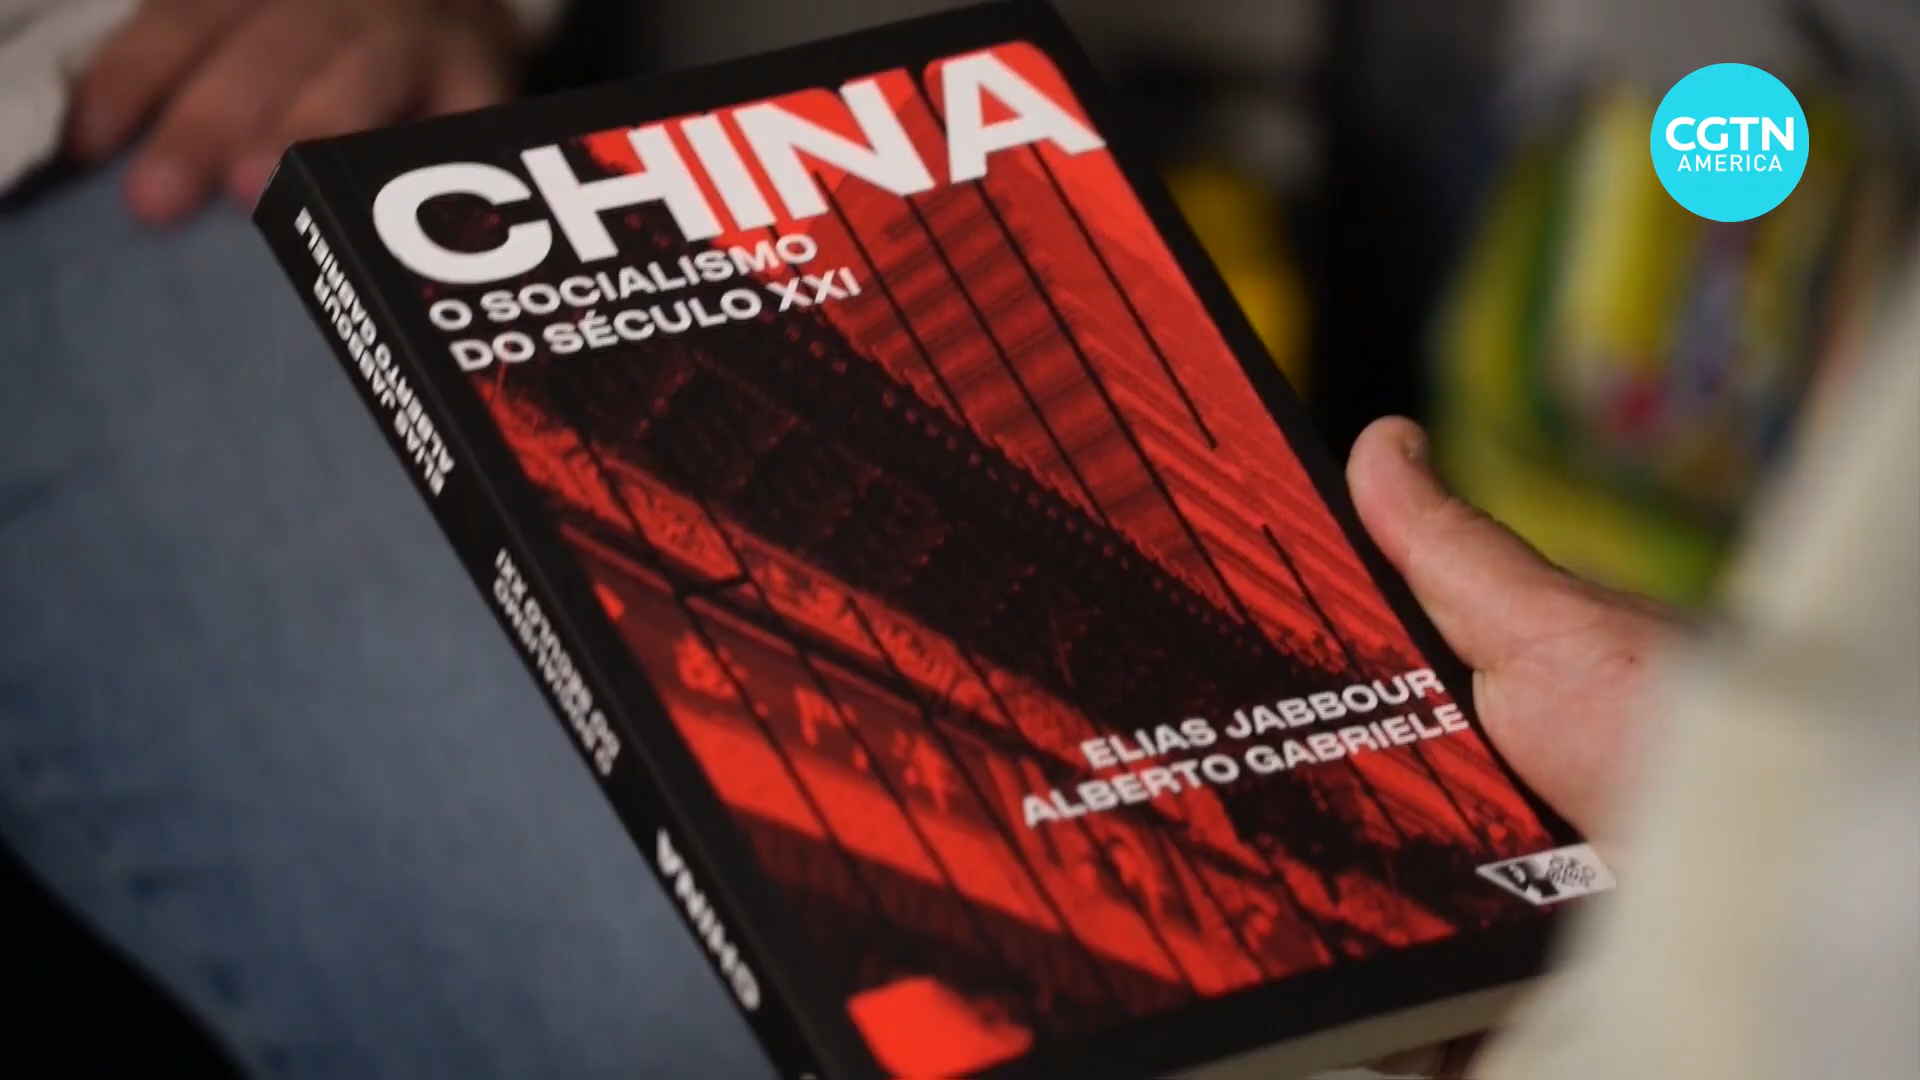 CGTN
AMERICA
CHINA
O SOCIALISMO
DO SÉCULO XXI
ELIAS JABBOUR
ALBERTO GABRIELE
ELIAS JABBOUR
ALBERTO GABRIELE
O SOCIALISMO
DO SÉCULO XXI
CHINA